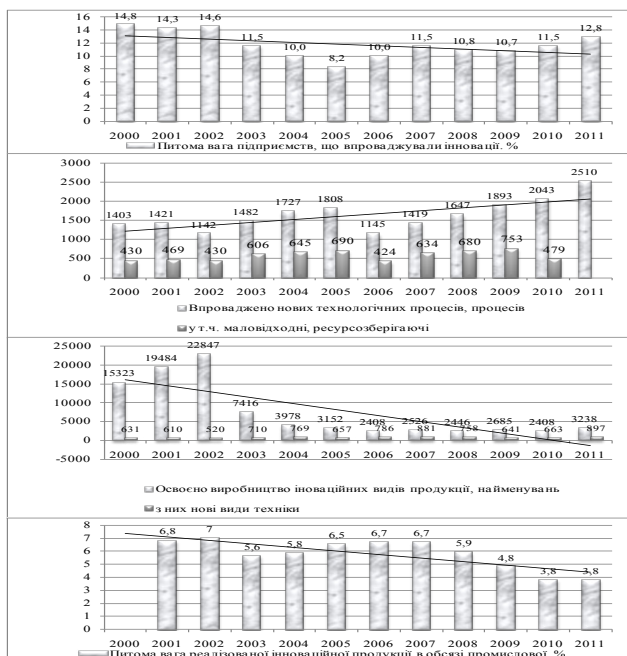 16
14
12
10
8
6
4
2
0
14,8 14,3 14,6 11,5 10,0 8,2 10,0 11,5 10,8 10,7 11,5 12,8
2000 2001 2002 2003 2004 2005 2006 2007 2008 2009 2010 2011
Питома вага підприємств, що впроваджували інновації. %
3000
2500
2000
1500
1000
500
0
1403 1421 1142 1482 1727 1808 1145 1419 1647 1893 2043 2510
430 469 430 606 645 690 424 634 680 753 479
2000 2001 2002 2003 2004 2005 2006 2007 2008 2009 2010 2011
Впроваджено нових технологічних процесів, процесів
у т.ч. маловідходні, ресурсозберігаючі
25000
20000
15000
10000
5000
0
-5000
15323 19484 22847 7416 3978 3152 2408 2526 2446 2685 2408 3238
631 610 520 710 769 657 786 881 758 641 663 897
2000 2001 2002 2003 2004 2005 2006 2007 2008 2009 2010 2011
Освоєно виробництво іноваційних видів продукції, найменувань
з них нові види техніки
8
7
6
5
4
3
2
1
0
6,8 7 5,6 5,8 6,5 6,7 6,7 5,9 4,8 3,8 3,8
2000 2001 2002 2003 2004 2005 2006 2007 2008 2009 2010 2011
Питома вага реалізованої інноваційної продукції в обсязі промислової, %